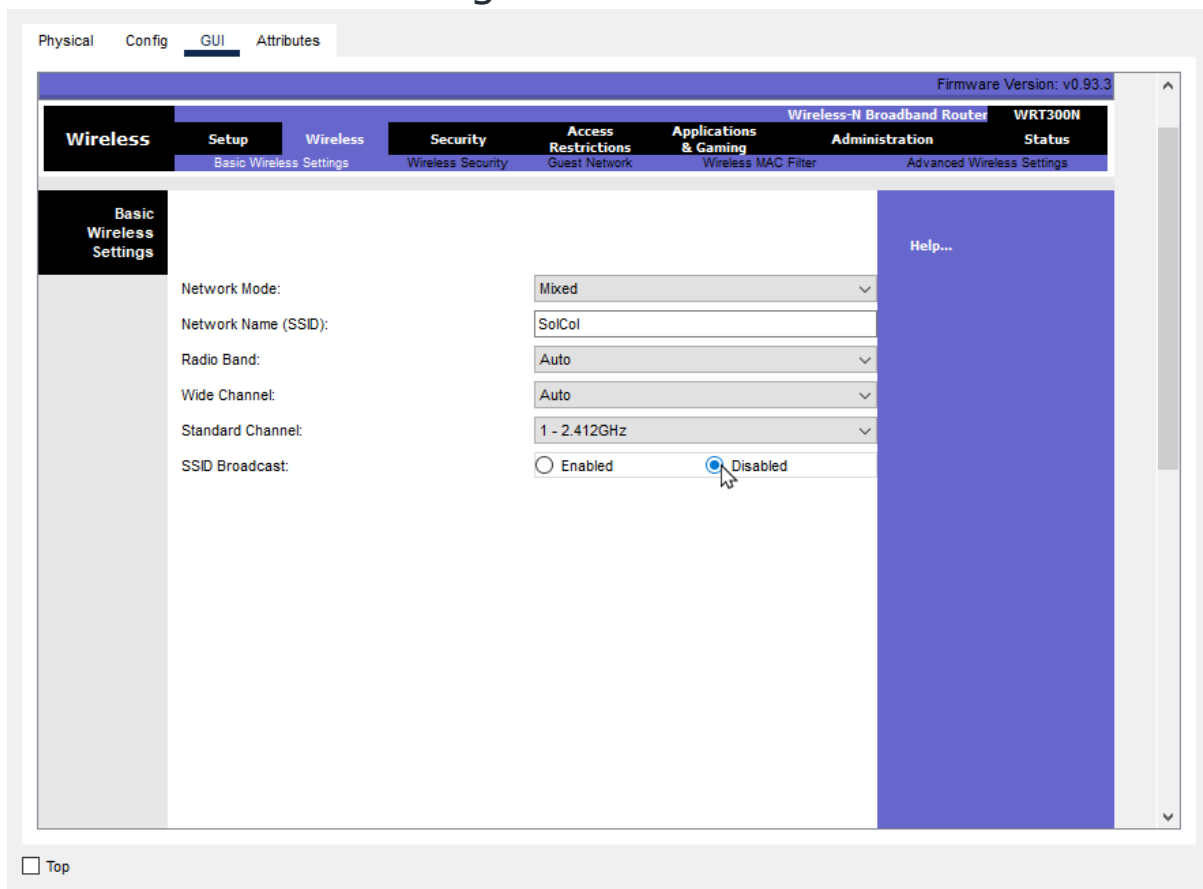 Physical Config GUI Attributes
Firmware Version: v0.93.3
Wireless-N Broadband Router WRT300N
Wireless Setup Wireless Security Access Restrictions Applications & Gaming Administration Status
Basic Wireless Settings Wireless Security Guest Network Wireless MAC Filter Advanced Wireless Settings
Basic
Wireless
Settings
Help...
Network Mode: Mixed
Network Name (SSID): SolCol
Radio Band: Auto
Wide Channel: Auto
Standard Channel: 1 - 2.412GHz
SSID Broadcast: Enabled Disabled
Top